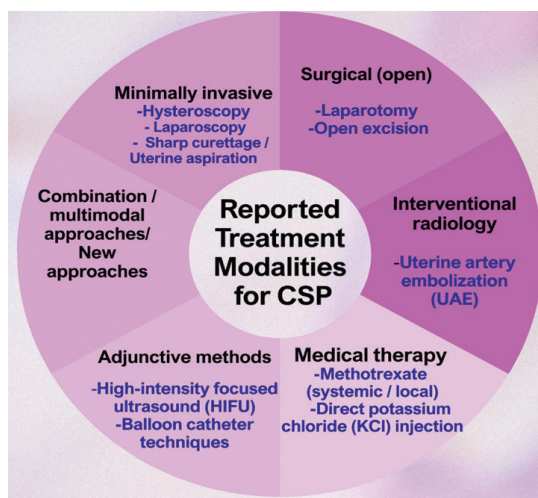 Reported
Treatment
Modalities
for CSP
Surgical (open)
-Laparotomy
-Open excision
Interventional
radiology
-Uterine artery
embolization
(UAE)
Medical therapy
-Methotrexate
(systemic / local)
-Direct potassium
chloride (KCl) injection
Adjunctive methods
-High-intensity focused
ultrasound (HIFU)
-Balloon catheter
techniques
Combination /
multimodal
approaches/
New
approaches
Minimally invasive
-Hysteroscopy
- Laparoscopy
- Sharp curettage /
Uterine aspiration